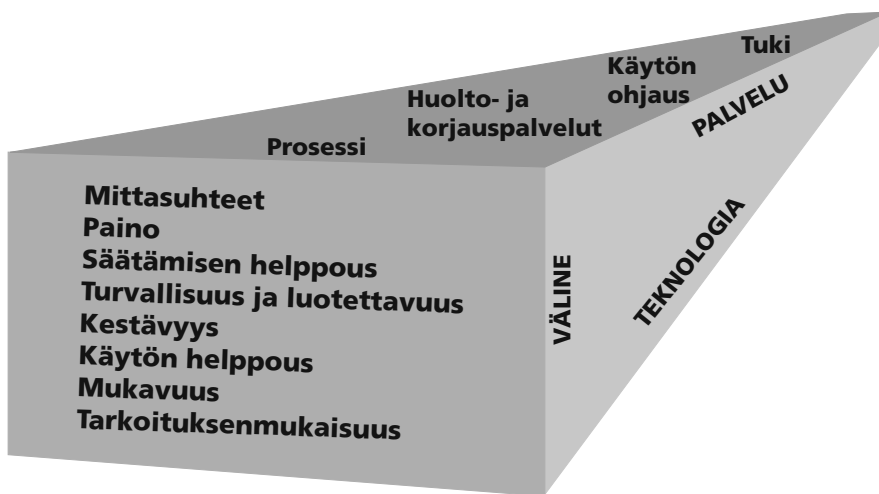 Tuki
Käytön
ohjaus
Huolto- ja
korjauspalvelut
Prosessi
PALVELU
Mittasuhteet
Paino
Säätämisen helppous
Turvallisuus ja luotettavuus
Kestävyys
Käytön helppous
Mukavuus
Tarkoituksenmukaisuus
VÄLINE
TEKNOLOGIA